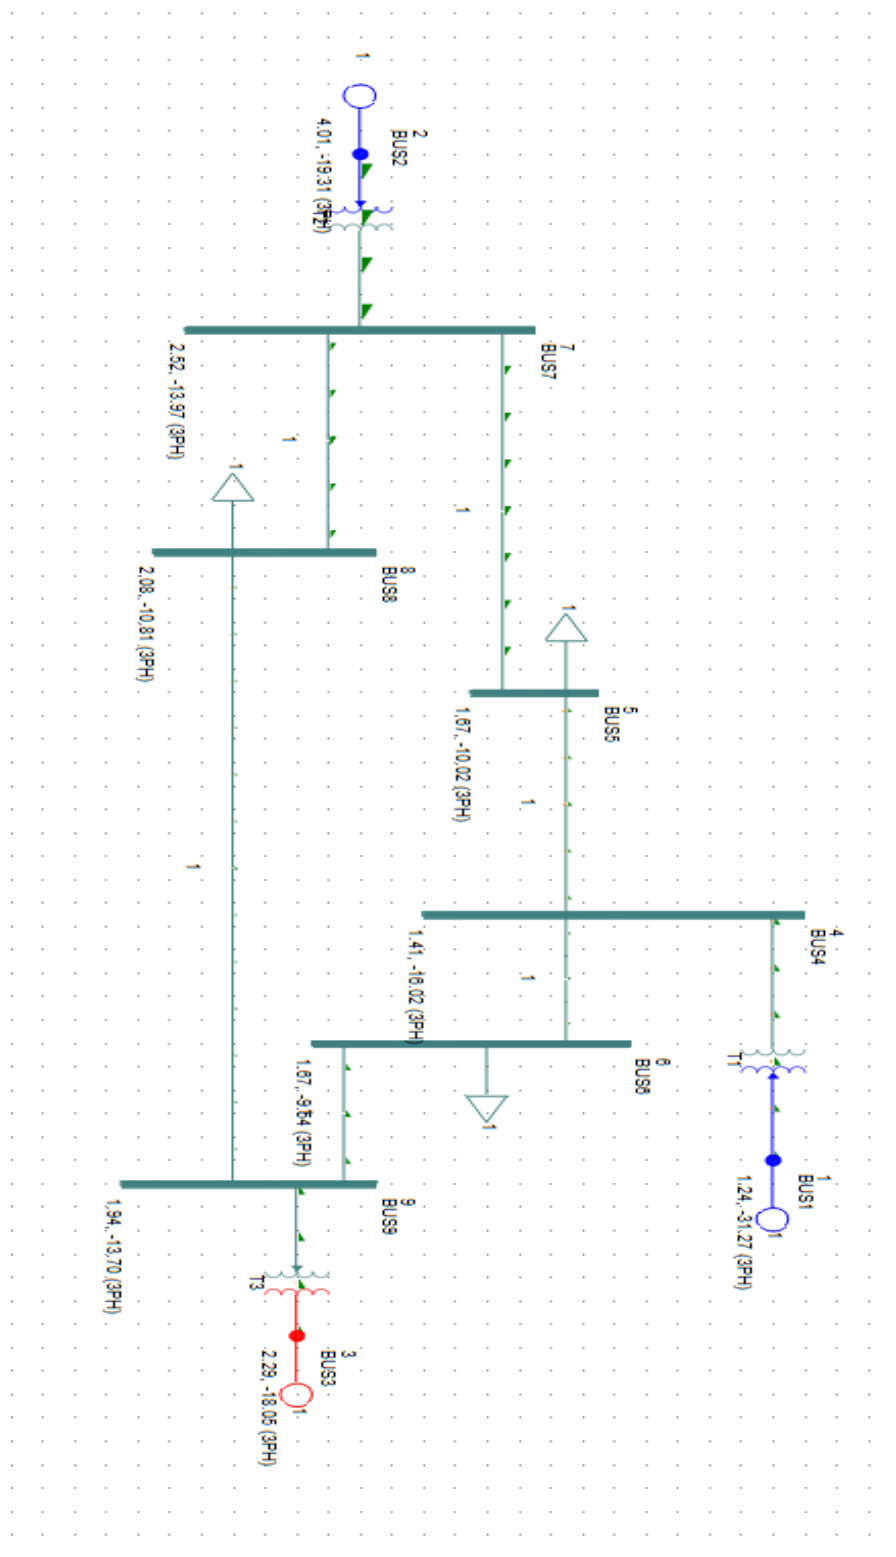 1
2
BUS2
4.01, -19.31 (3PH)
7
BUS7
2.52, -13.97 (3PH)
1
1
1
8
BUS8
2.08, -10.81 (3PH)
1
5
BUS5
1.67, -10.02 (3PH)
1
1
4
BUS4
1.41, -16.02 (3PH)
1
6
BUS6
1.67, -9.64 (3PH)
1
T1
1
BUS1
1.24, -31.27 (3PH)
1
9
BUS9
1.94, -13.70 (3PH)
T3
3
BUS3
2.29, -18.05 (3PH)
1